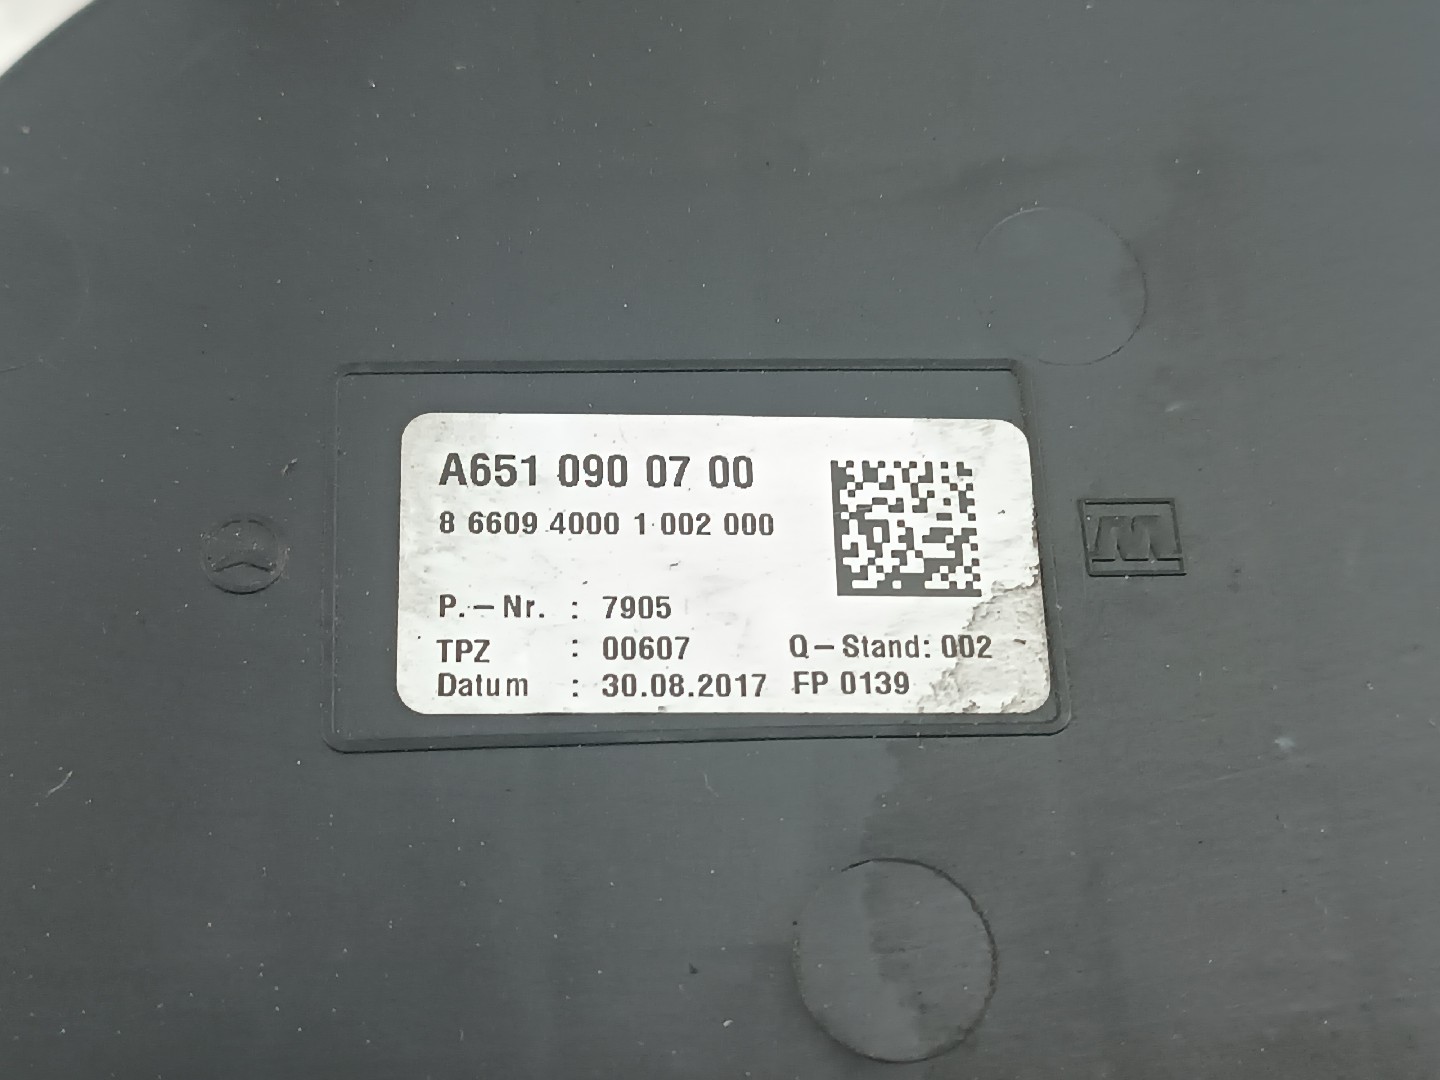 A651 090 07 00
8 6609 4000 1 002 000
P.-Nr. : 7905
TPZ : 00607 Q-Stand: 002
Datum : 30.08.2017 FP 0139